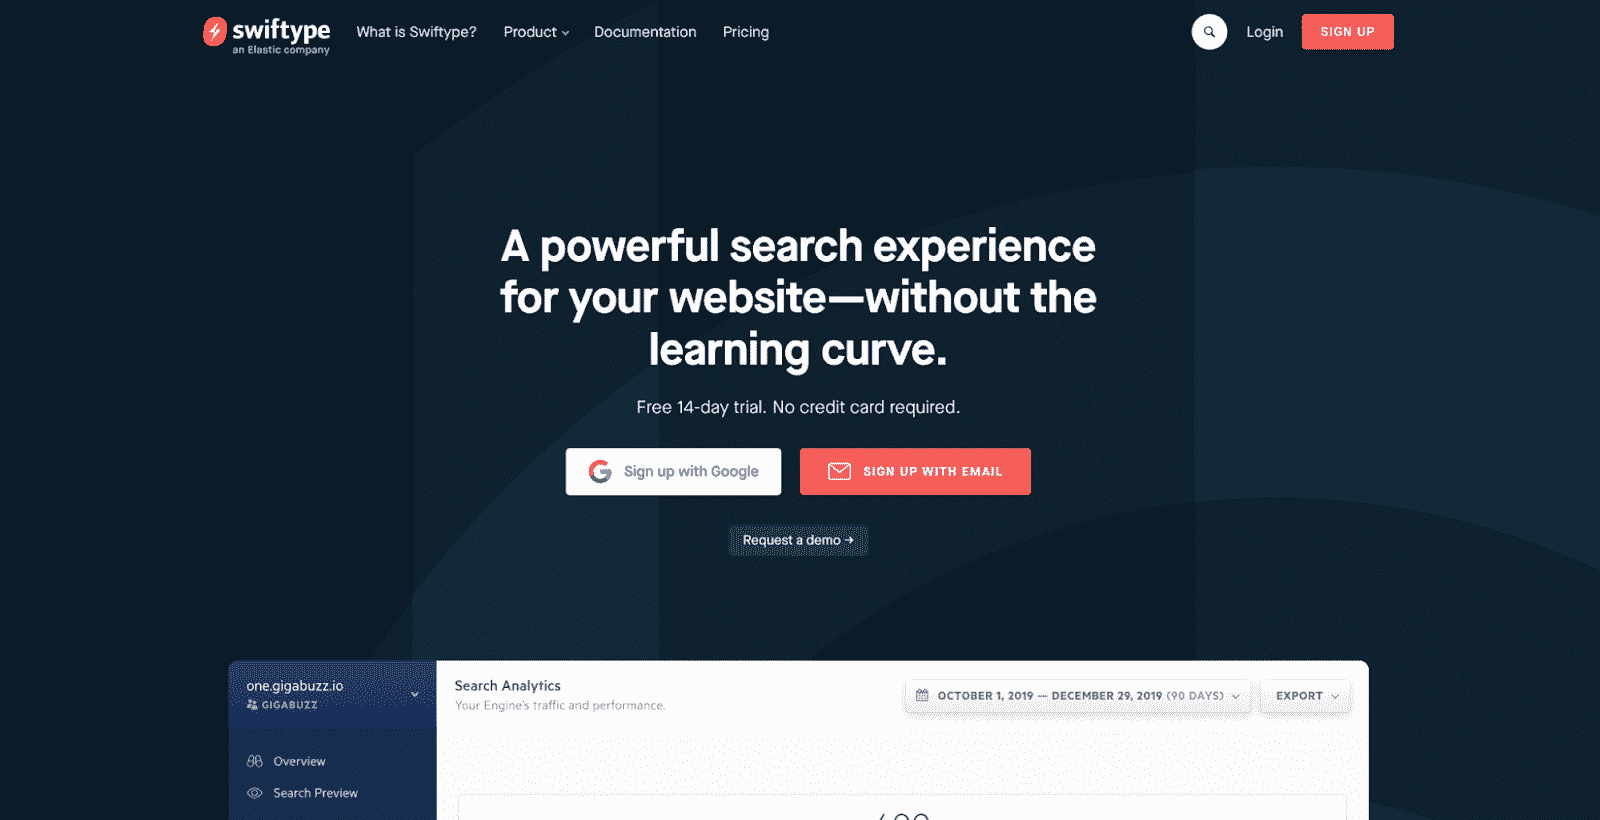 swiftype
an Elastic company
What is Swiftype?
Product
Documentation
Pricing
Login
SIGN UP
A powerful search experience
for your website—without the
learning curve.
Free 14-day trial. No credit card required.
Sign up with Google
SIGN UP WITH EMAIL
Request a demo →
one.gigabuzz.io
GIGABUZZ
Search Analytics
Your Engine's traffic and performance.
OCTOBER 1, 2019 — DECEMBER 29, 2019 (90 DAYS)
EXPORT
Overview
Search Preview